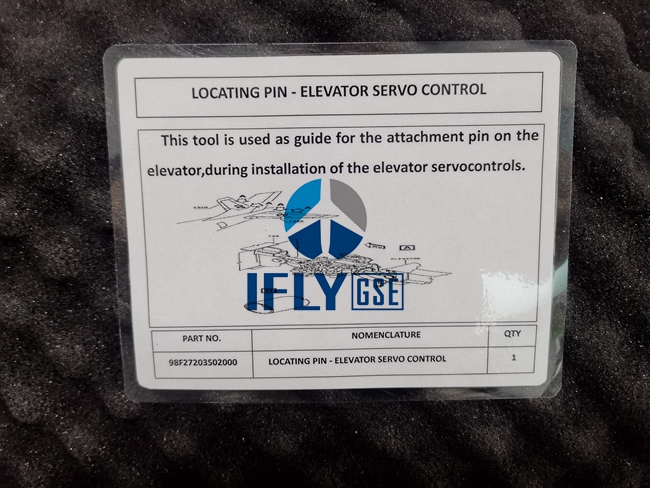 LOCATING PIN - ELEVATOR SERVO CONTROL
This tool is used as guide for the attachment pin on the
elevator,during installation of the elevator servocontrols.
A
IFLY GSE
PART NO. NOMENCLATURE QTY
98F27203502000 LOCATING PIN - ELEVATOR SERVO CONTROL 1